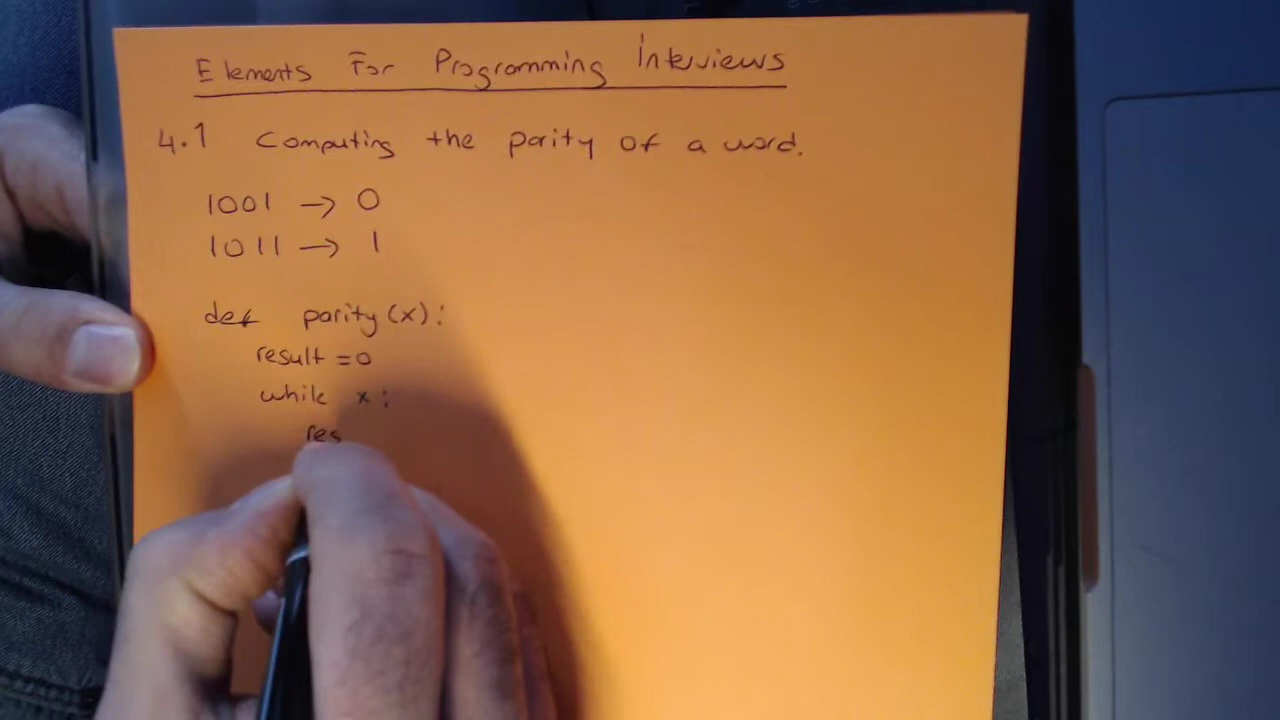 Elements For Programming Interviews
4.1 Computing the parity of a word.
1001 → 0
1011 → 1
def parity(x):
result = 0
while x:
res